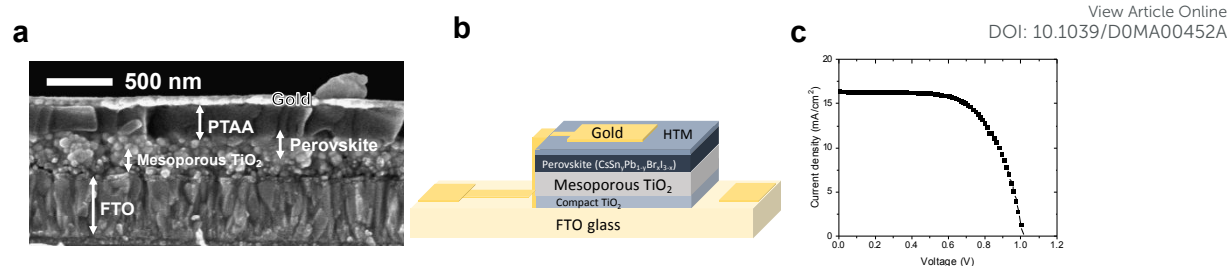 View Article Online
DOI: 10.1039/D0MA00452A
a
500 nm
Gold
PTAA
Perovskite
Mesoporous TiO₂
FTO
b
Gold
HTM
Perovskite (CsSnᵧPb₁₋ᵧBrₓI₃₋ₓ)
Mesoporous TiO₂
Compact TiO₂
FTO glass
c
Current density (mA/cm²)
20
15
10
5
0
0.0 0.2 0.4 0.6 0.8 1.0 1.2
Voltage (V)